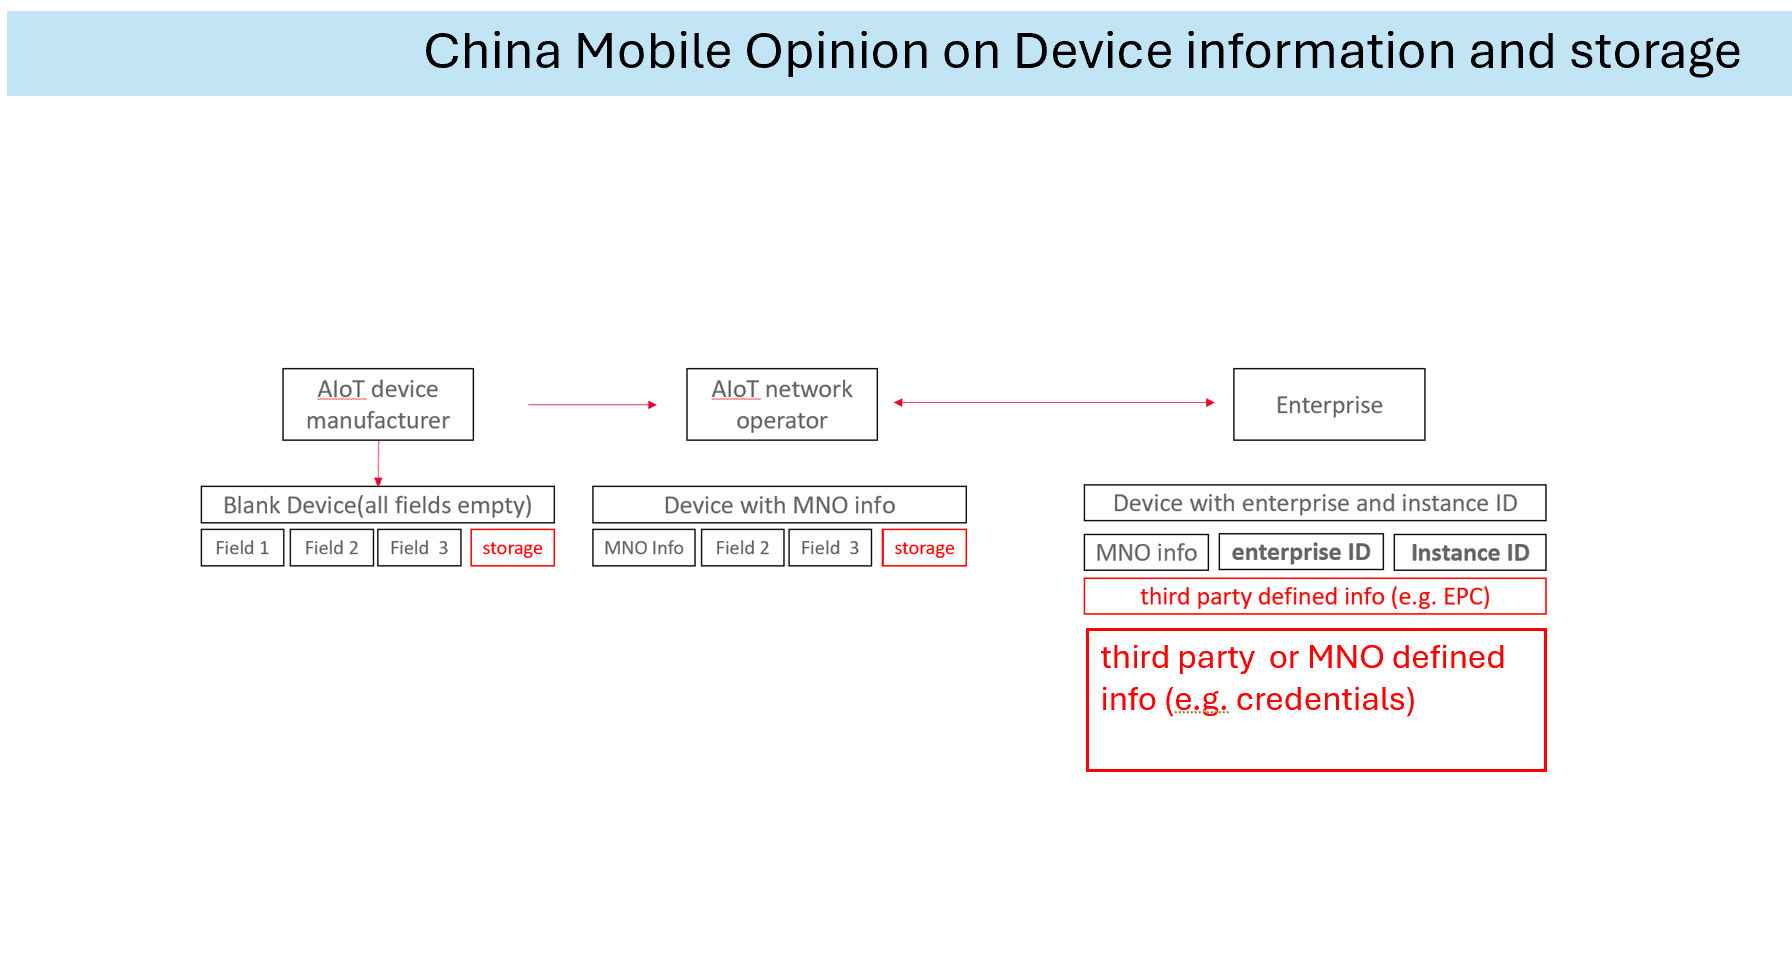 China Mobile Opinion on Device information and storage
AIoT device
manufacturer
AIoT network
operator
Enterprise
Blank Device(all fields empty)
Field 1
Field 2
Field 3
storage
Device with MNO info
MNO Info
Field 2
Field 3
storage
Device with enterprise and instance ID
MNO info
enterprise ID
Instance ID
third party defined info (e.g. EPC)
third party or MNO defined
info (e.g. credentials)